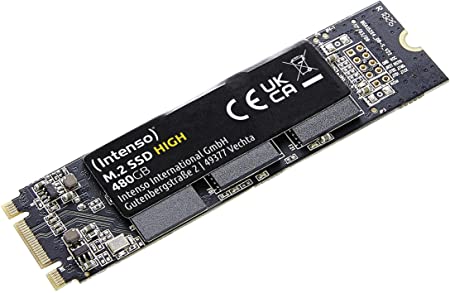 (intenso)
M.2 SSD HIGH
480GB
Intenso International GmbH
Gutenbergstraße 2 | 49377 Vechta
CE UK
CA